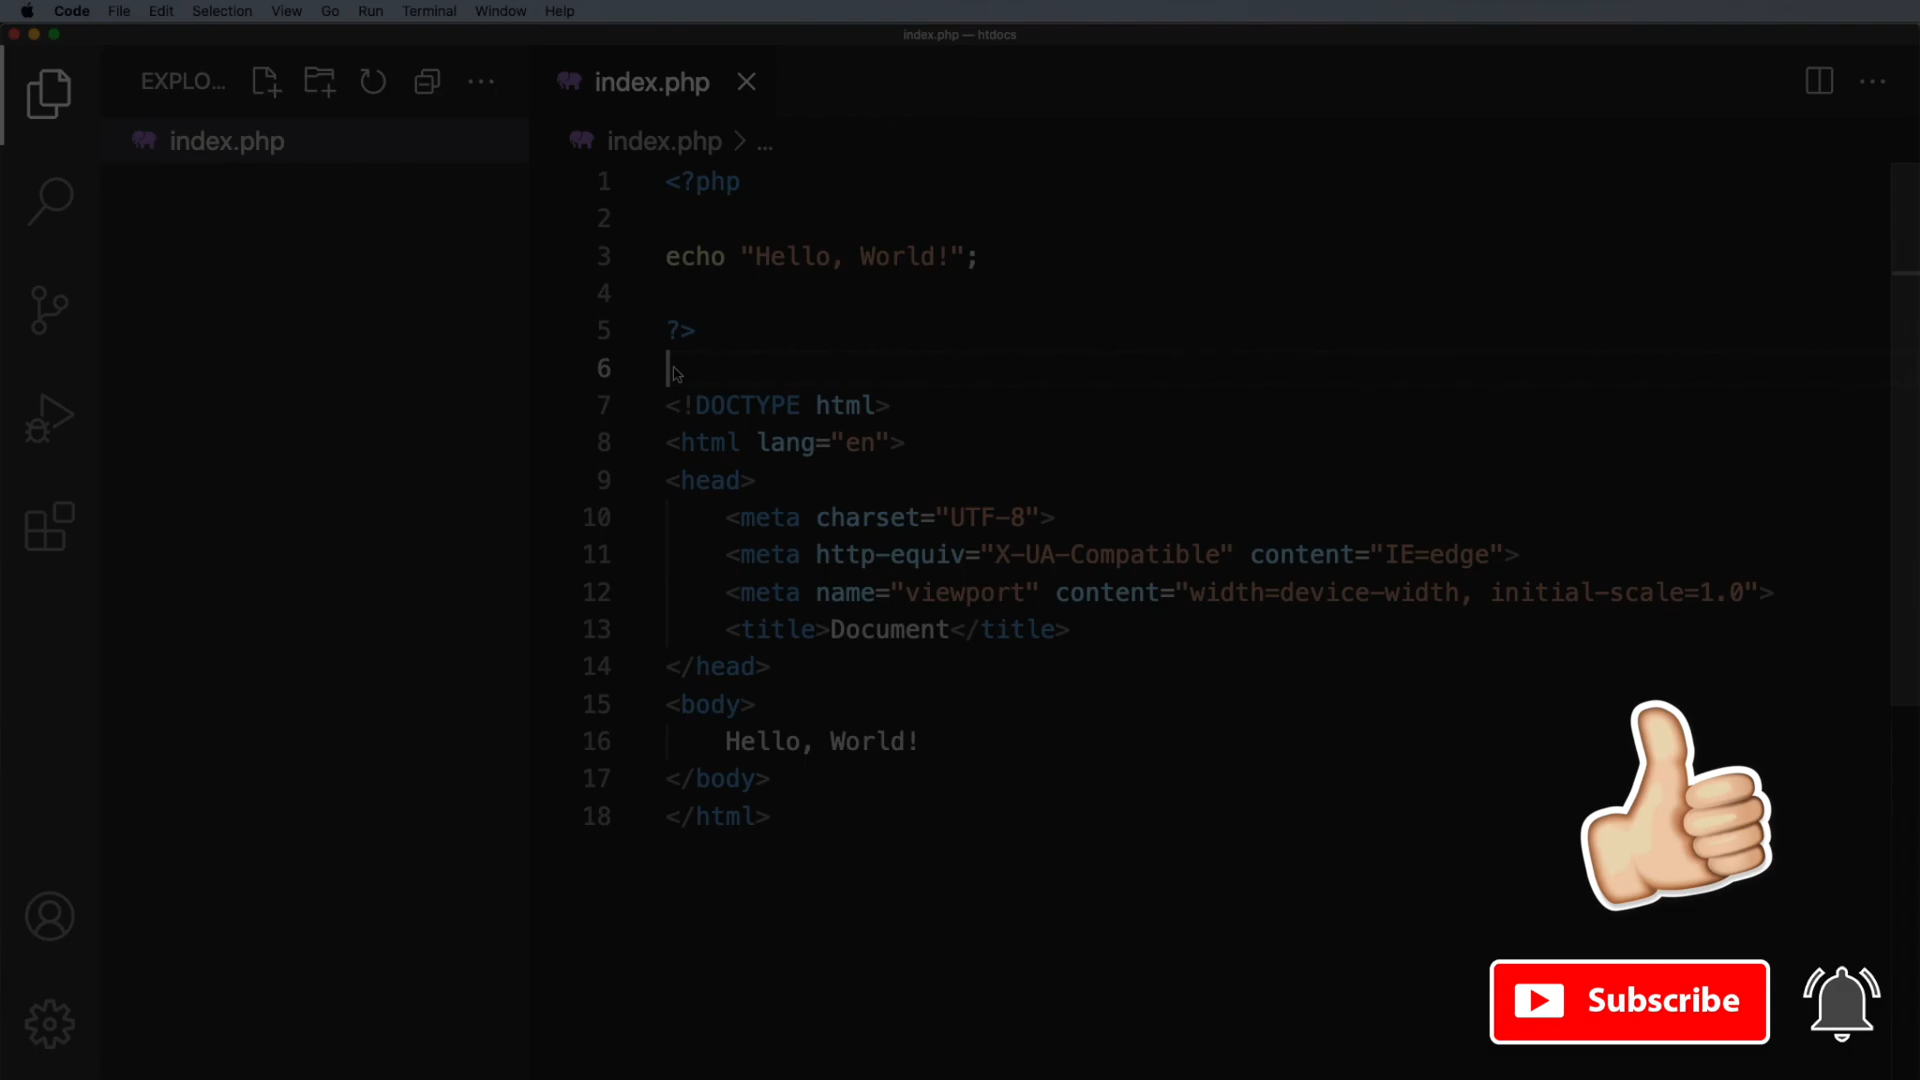 Code File Edit Selection View Go Run Terminal Window Help
index.php — htdocs
EXPLO...
index.php
index.php
index.php > ...
1 <?php
2
3 echo "Hello, World!";
4
5 ?>
6
7 <!DOCTYPE html>
8 <html lang="en">
9 <head>
10 <meta charset="UTF-8">
11 <meta http-equiv="X-UA-Compatible" content="IE=edge">
12 <meta name="viewport" content="width=device-width, initial-scale=1.0">
13 <title>Document</title>
14 </head>
15 <body>
16 Hello, World!
17 </body>
18 </html>
Subscribe